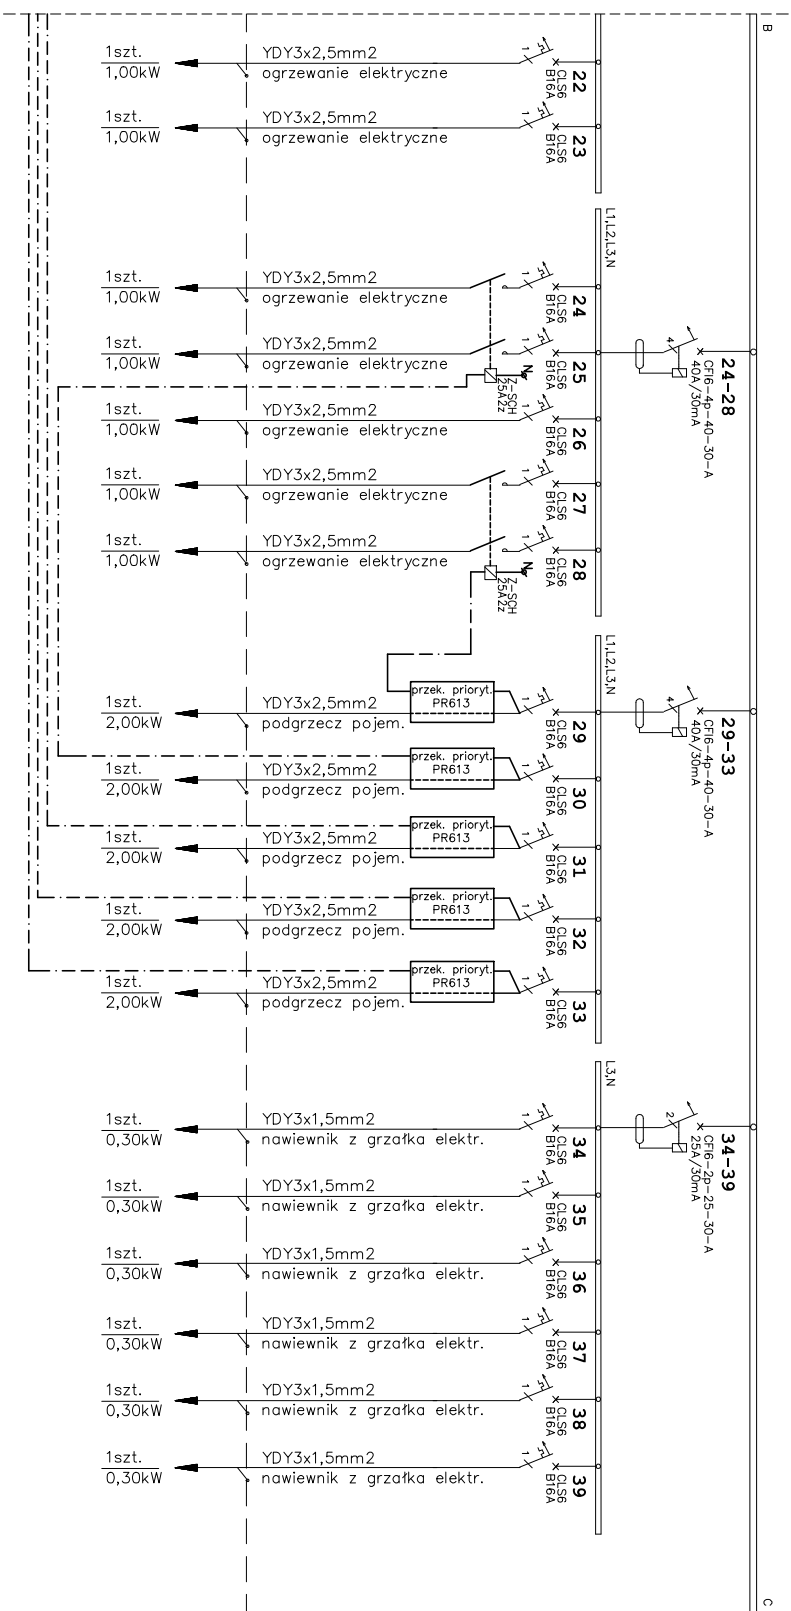 B
1szt.
1,00kW
YDY3x2,5mm2
ogrzewanie elektryczne
22
CLS6
B16A
1szt.
1,00kW
YDY3x2,5mm2
ogrzewanie elektryczne
23
CLS6
B16A
L1,L2,L3,N
24-28
CFI6-4p-40-30-A
40A/30mA
4
1szt.
1,00kW
YDY3x2,5mm2
ogrzewanie elektryczne
24
CLS6
B16A
1szt.
1,00kW
YDY3x2,5mm2
ogrzewanie elektryczne
25
CLS6
B16A
N
Z-SCH
25A2z
1szt.
1,00kW
YDY3x2,5mm2
ogrzewanie elektryczne
26
CLS6
B16A
1szt.
1,00kW
YDY3x2,5mm2
ogrzewanie elektryczne
27
CLS6
B16A
1szt.
1,00kW
YDY3x2,5mm2
ogrzewanie elektryczne
28
CLS6
B16A
N
Z-SCH
25A2z
L1,L2,L3,N
29-33
CFI6-4p-40-30-A
40A/30mA
4
1szt.
2,00kW
YDY3x2,5mm2
podgrzecz pojem.
przek. prioryt.
PR613
29
CLS6
B16A
1szt.
2,00kW
YDY3x2,5mm2
podgrzecz pojem.
przek. prioryt.
PR613
30
CLS6
B16A
1szt.
2,00kW
YDY3x2,5mm2
podgrzecz pojem.
przek. prioryt.
PR613
31
CLS6
B16A
1szt.
2,00kW
YDY3x2,5mm2
podgrzecz pojem.
przek. prioryt.
PR613
32
CLS6
B16A
1szt.
2,00kW
YDY3x2,5mm2
podgrzecz pojem.
przek. prioryt.
PR613
33
CLS6
B16A
L3,N
34-39
CFI6-2p-25-30-A
25A/30mA
2
1szt.
0,30kW
YDY3x1,5mm2
nawiewnik z grzałka elektr.
34
CLS6
B16A
1szt.
0,30kW
YDY3x1,5mm2
nawiewnik z grzałka elektr.
35
CLS6
B16A
1szt.
0,30kW
YDY3x1,5mm2
nawiewnik z grzałka elektr.
36
CLS6
B16A
1szt.
0,30kW
YDY3x1,5mm2
nawiewnik z grzałka elektr.
37
CLS6
B16A
1szt.
0,30kW
YDY3x1,5mm2
nawiewnik z grzałka elektr.
38
CLS6
B16A
1szt.
0,30kW
YDY3x1,5mm2
nawiewnik z grzałka elektr.
39
CLS6
B16A
C